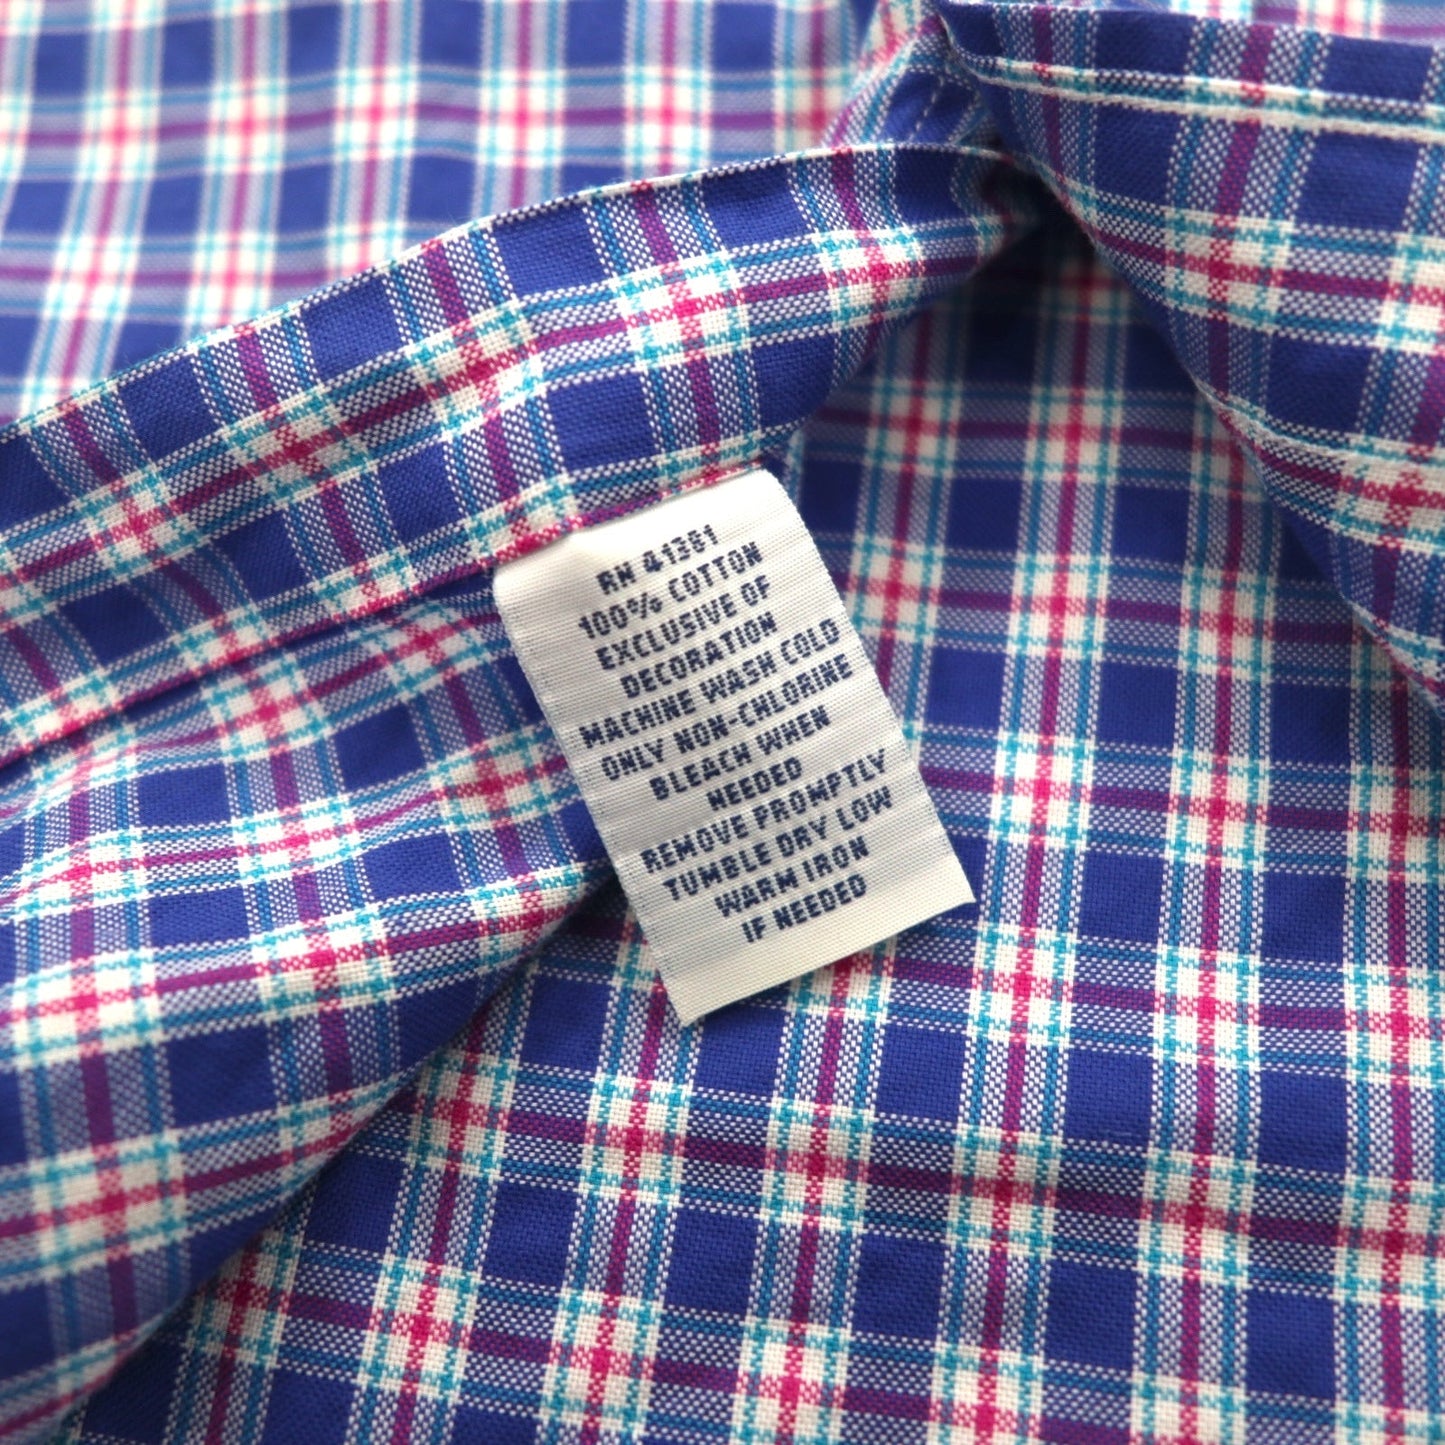 RN 41381
100% COTTON
EXCLUSIVE OF
DECORATION
MACHINE WASH COLD
ONLY NON-CHLORINE
BLEACH WHEN
NEEDED
REMOVE PROMPTLY
TUMBLE DRY LOW
WARM IRON
IF NEEDED